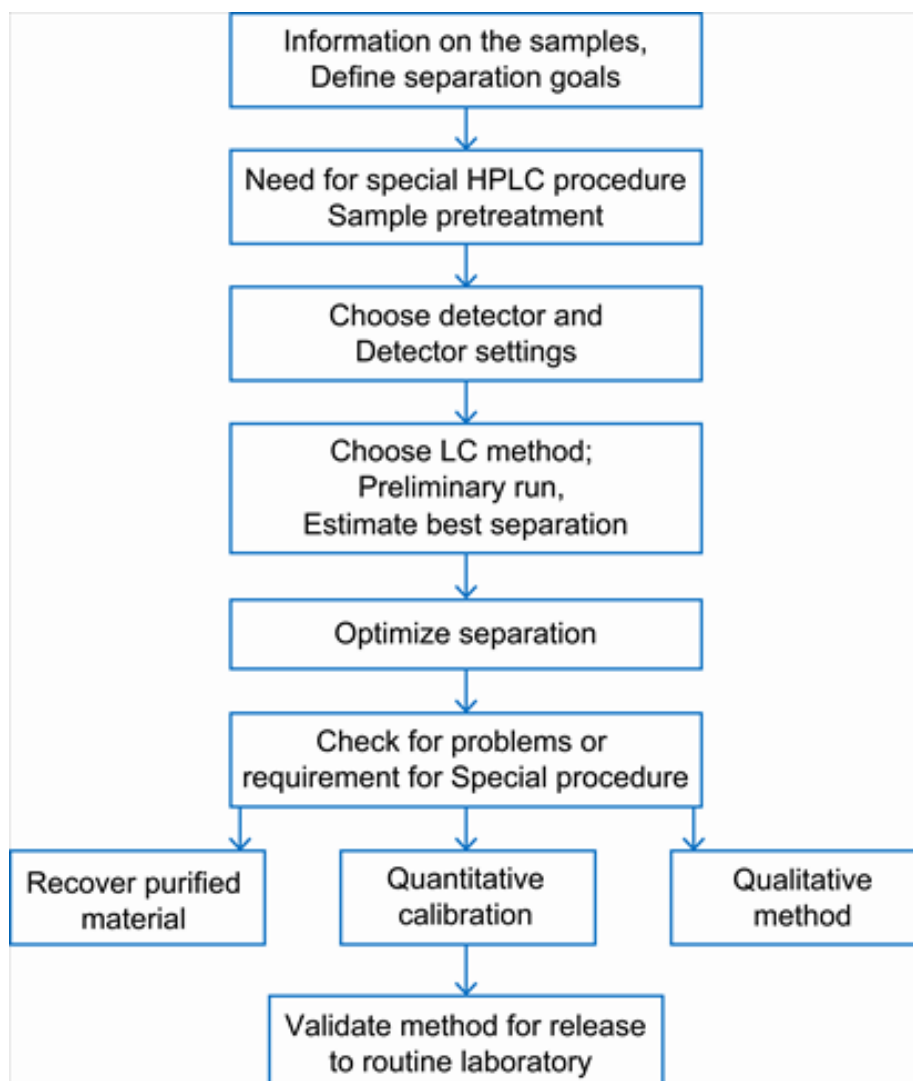 Information on the samples,
Define separation goals
Need for special HPLC procedure
Sample pretreatment
Choose detector and
Detector settings
Choose LC method;
Preliminary run,
Estimate best separation
Optimize separation
Check for problems or
requirement for Special procedure
Recover purified
material
Quantitative
calibration
Qualitative
method
Validate method for release
to routine laboratory